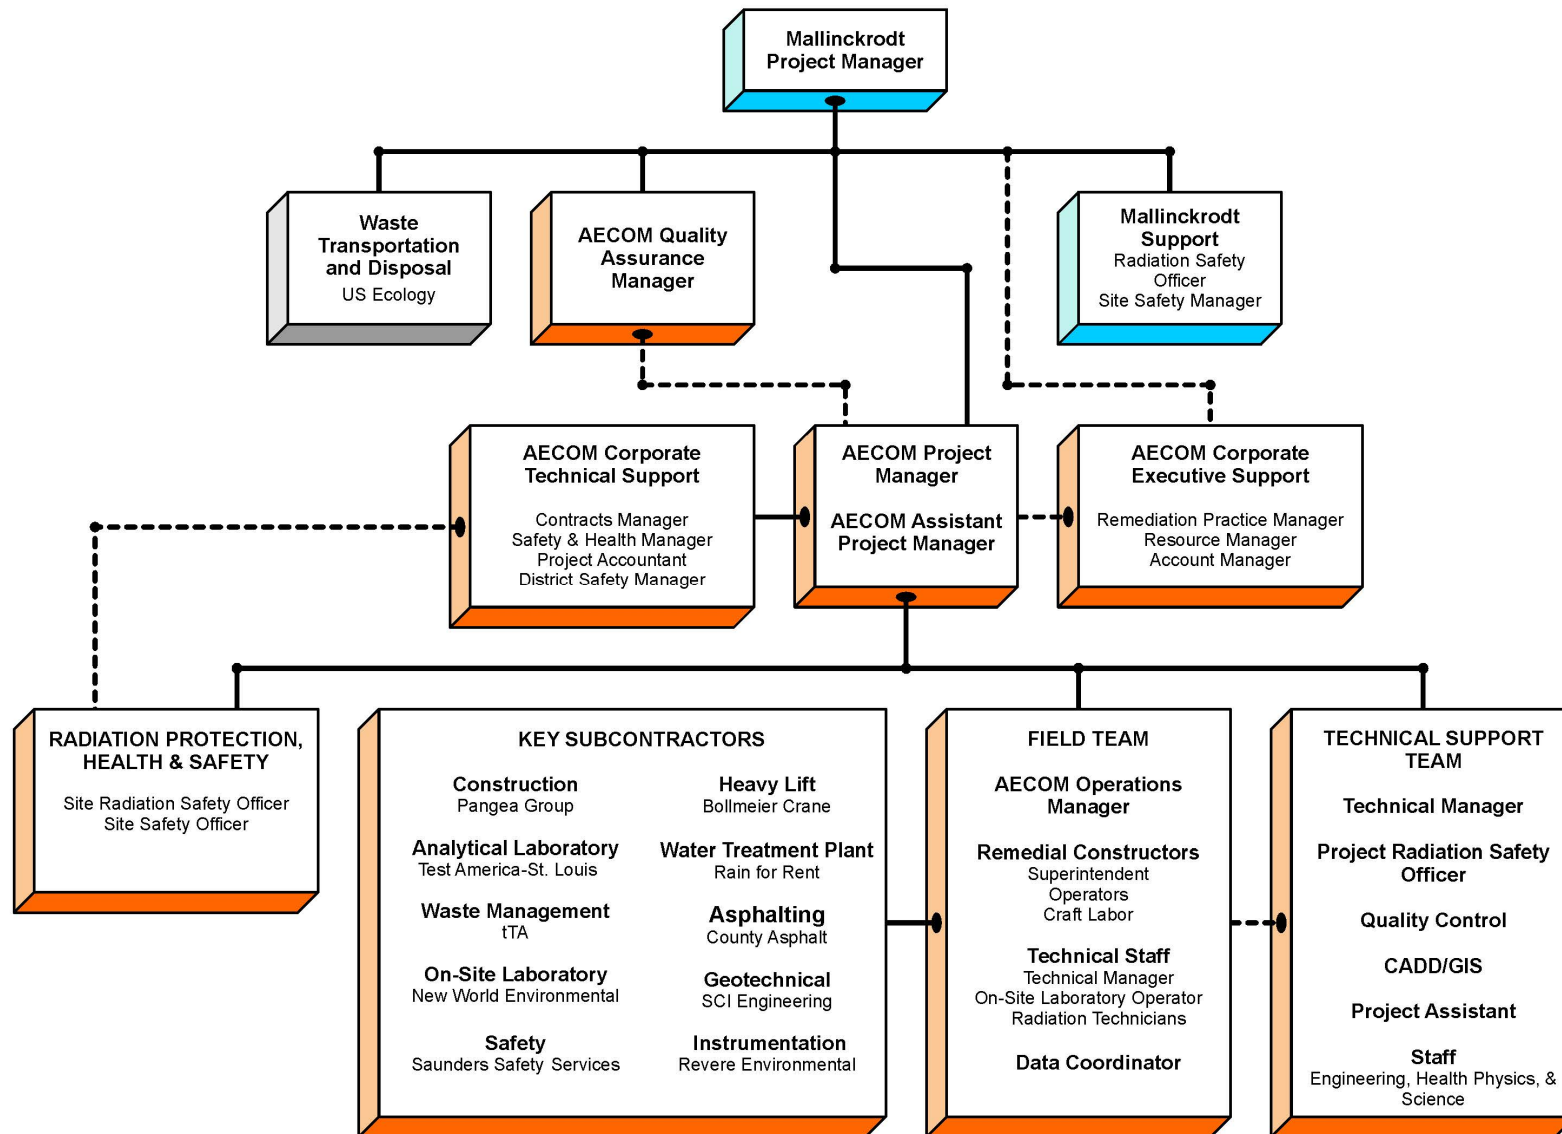 Mallinckrodt
Project Manager
Waste
Transportation
and Disposal
US Ecology
AECOM Quality
Assurance
Manager
Mallinckrodt
Support
Radiation Safety
Officer
Site Safety Manager
AECOM Corporate
Technical Support
Contracts Manager
Safety & Health Manager
Project Accountant
District Safety Manager
AECOM Project
Manager
AECOM Assistant
Project Manager
AECOM Corporate
Executive Support
Remediation Practice Manager
Resource Manager
Account Manager
RADIATION PROTECTION,
HEALTH & SAFETY
Site Radiation Safety Officer
Site Safety Officer
KEY SUBCONTRACTORS
Construction
Pangea Group
Analytical Laboratory
Test America-St. Louis
Waste Management
tTA
On-Site Laboratory
New World Environmental
Safety
Saunders Safety Services
Heavy Lift
Bollmeier Crane
Water Treatment Plant
Rain for Rent
Asphalting
County Asphalt
Geotechnical
SCI Engineering
Instrumentation
Revere Environmental
FIELD TEAM
AECOM Operations
Manager
Remedial Constructors
Superintendent
Operators
Craft Labor
Technical Staff
Technical Manager
On-Site Laboratory Operator
Radiation Technicians
Data Coordinator
TECHNICAL SUPPORT
TEAM
Technical Manager
Project Radiation Safety
Officer
Quality Control
CADD/GIS
Project Assistant
Staff
Engineering, Health Physics, &
Science